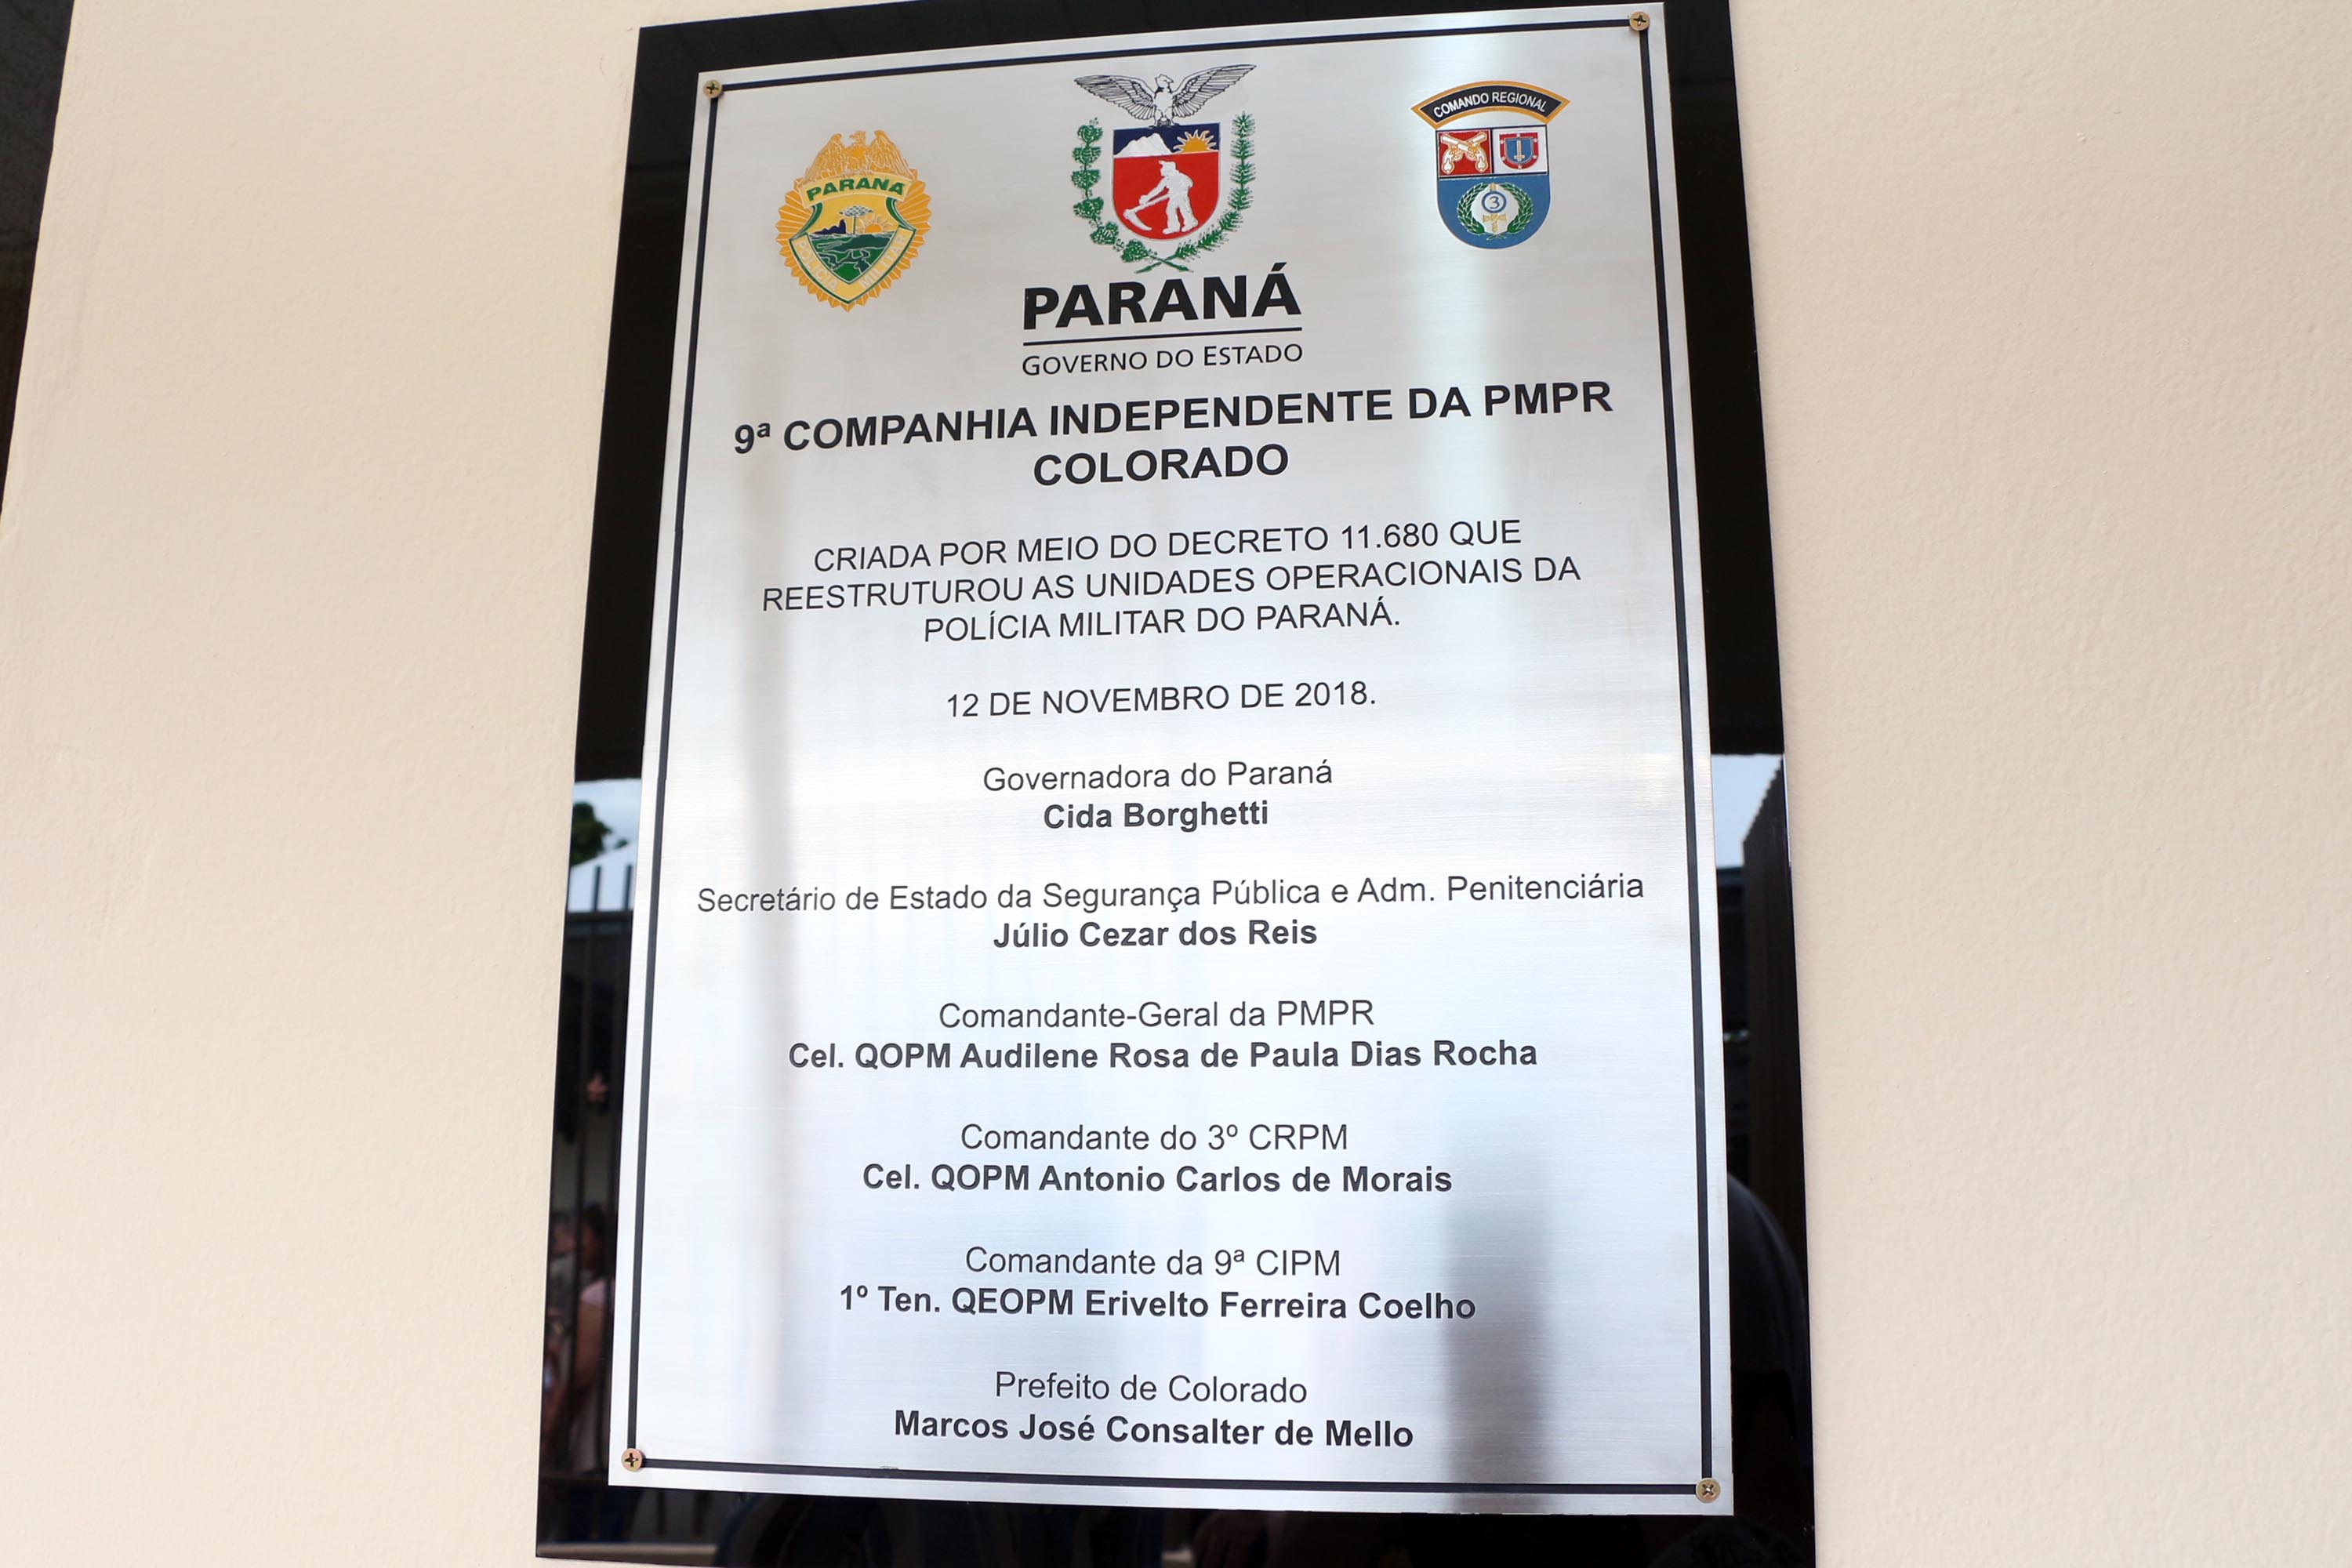 PARANÁ
COMANDO REGIONAL
3
PARANÁ
GOVERNO DO ESTADO
9ª COMPANHIA INDEPENDENTE DA PMPR
COLORADO
CRIADA POR MEIO DO DECRETO 11.680 QUE
REESTRUTUROU AS UNIDADES OPERACIONAIS DA
POLÍCIA MILITAR DO PARANÁ.
12 DE NOVEMBRO DE 2018.
Governadora do Paraná
Cida Borghetti
Secretário de Estado da Segurança Pública e Adm. Penitenciária
Júlio Cezar dos Reis
Comandante-Geral da PMPR
Cel. QOPM Audilene Rosa de Paula Dias Rocha
Comandante do 3º CRPM
Cel. QOPM Antonio Carlos de Morais
Comandante da 9ª CIPM
1º Ten. QEOPM Erivelto Ferreira Coelho
Prefeito de Colorado
Marcos José Consalter de Mello